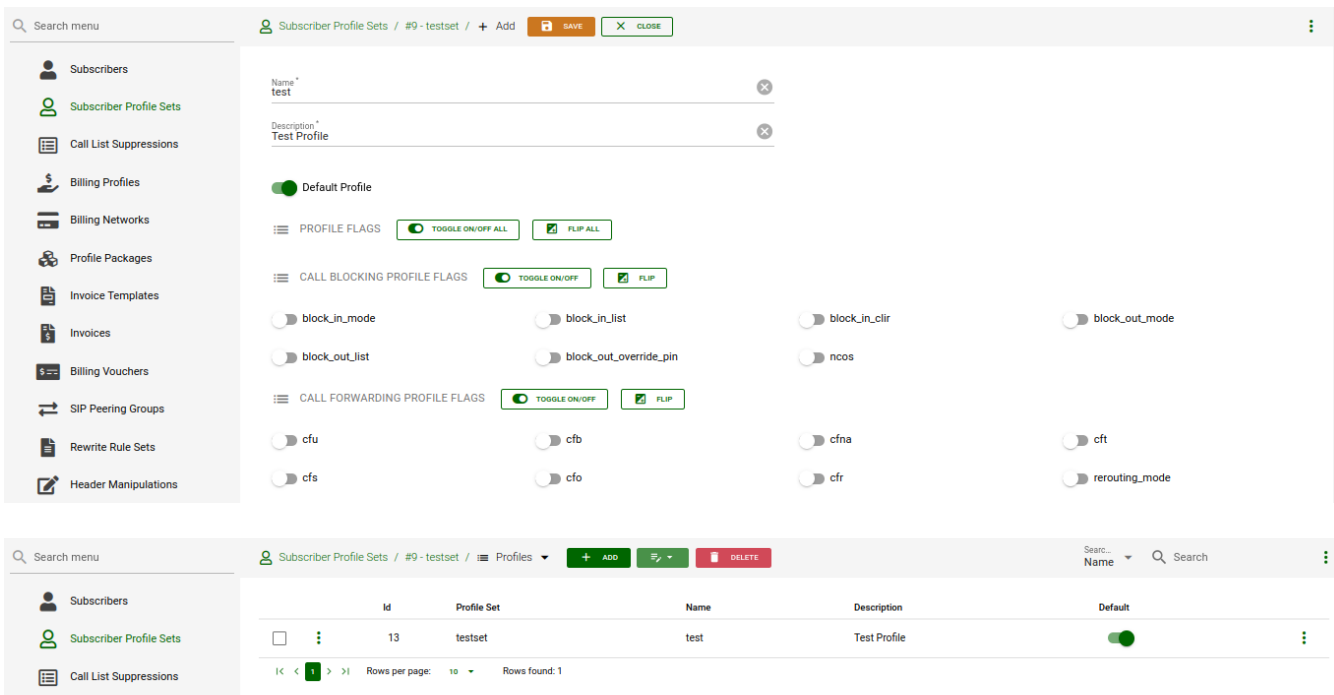 Search menu
Subscriber Profile Sets / #9 - testset / + Add SAVE CLOSE
Subscribers
Subscriber Profile Sets
Call List Suppressions
Billing Profiles
Billing Networks
Profile Packages
Invoice Templates
Invoices
Billing Vouchers
SIP Peering Groups
Rewrite Rule Sets
Header Manipulations
Name *
test
Description *
Test Profile
Default Profile
PROFILE FLAGS TOGGLE ON/OFF ALL FLIP ALL
CALL BLOCKING PROFILE FLAGS TOGGLE ON/OFF FLIP
block_in_mode block_in_list block_in_clir block_out_mode
block_out_list block_out_override_pin ncos
CALL FORWARDING PROFILE FLAGS TOGGLE ON/OFF FLIP
cfu cfb cfna cft
cfs cfo cfr rerouting_mode
Search menu
Subscriber Profile Sets / #9 - testset / Profiles + ADD DELETE
Searc...
Name
Search
Subscribers
Subscriber Profile Sets
Call List Suppressions
Id Profile Set Name Description Default
13 testset test Test Profile
1 Rows per page: 10 Rows found: 1